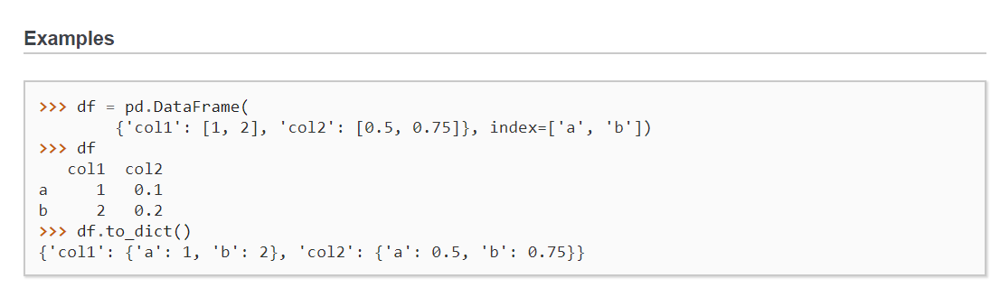 Examples
>>> df = pd.DataFrame(
        {'col1': [1, 2], 'col2': [0.5, 0.75]}, index=['a', 'b'])
>>> df
   col1  col2
a     1   0.1
b     2   0.2
>>> df.to_dict()
{'col1': {'a': 1, 'b': 2}, 'col2': {'a': 0.5, 'b': 0.75}}